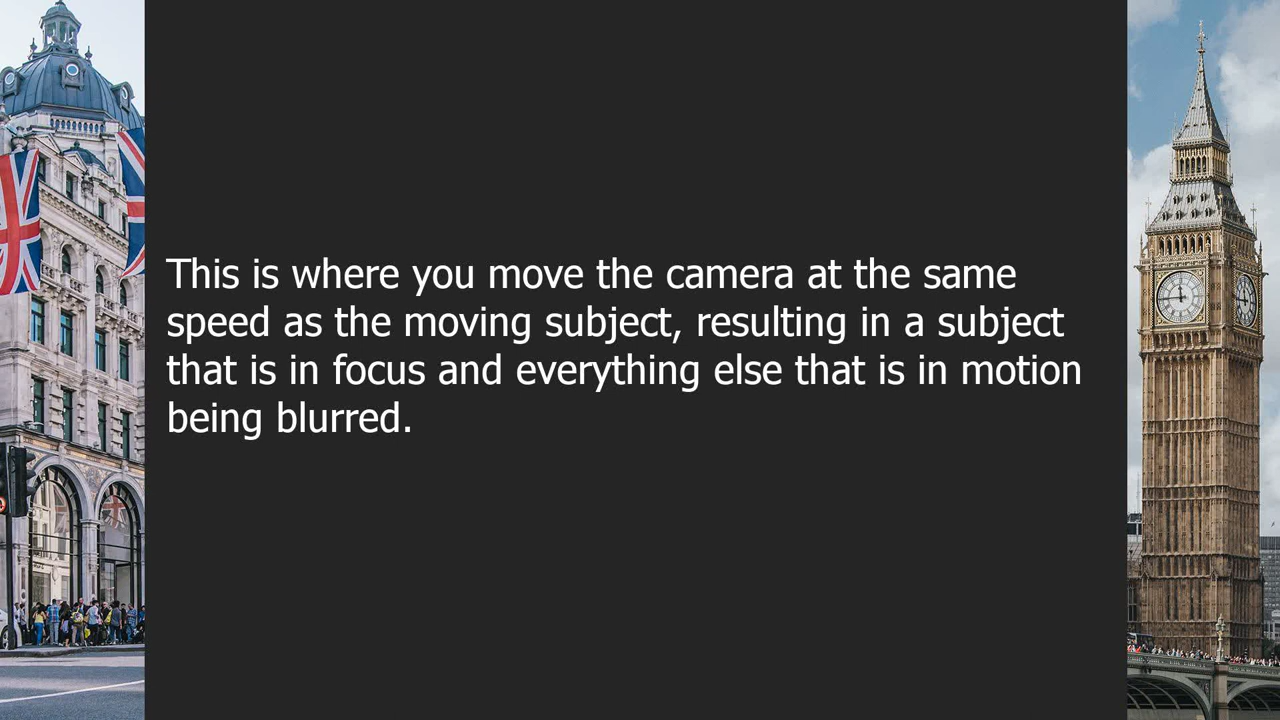 This is where you move the camera at the same
speed as the moving subject, resulting in a subject
that is in focus and everything else that is in motion
being blurred.